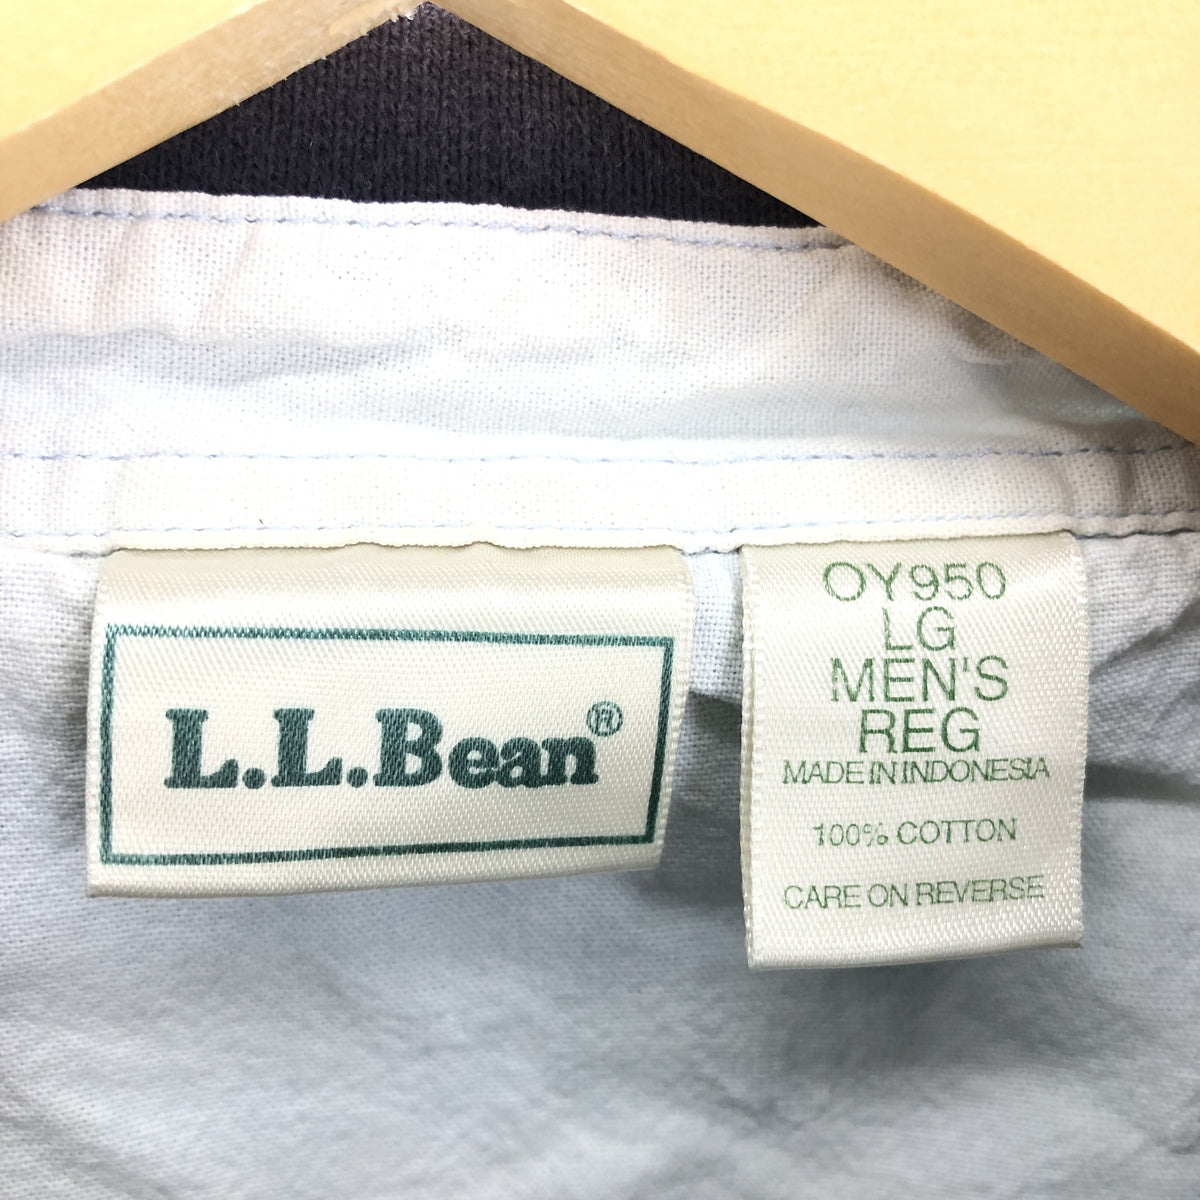 L.L.Bean®
OY950
LG
MEN'S
REG
MADE IN INDONESIA
100% COTTON
CARE ON REVERSE